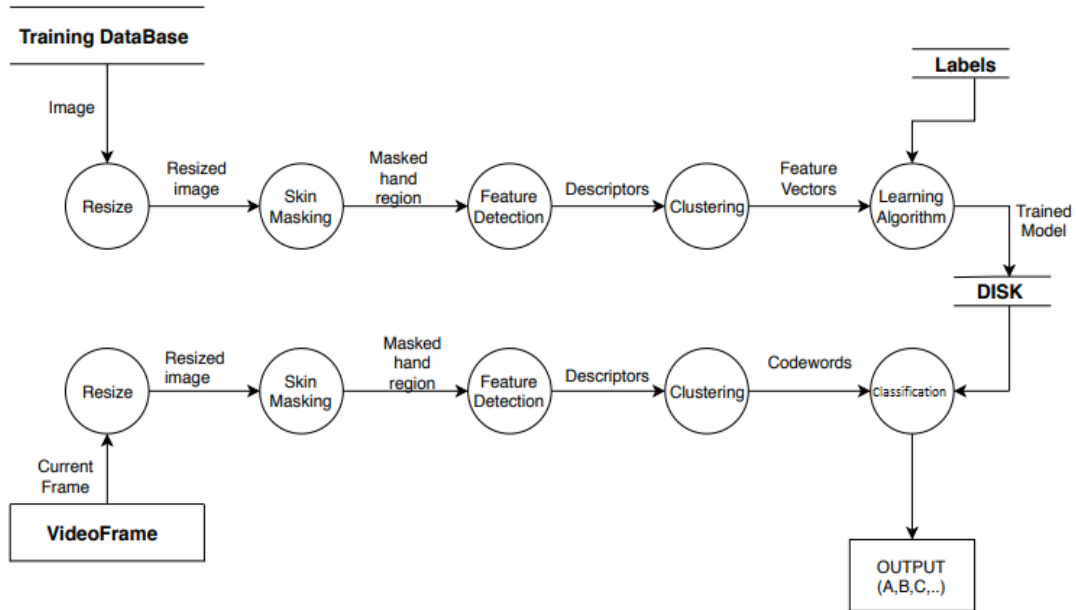 Training DataBase
Labels
Image
Resized
image
Masked
hand
region
Descriptors
Feature
Vectors
Resize
Skin
Masking
Feature
Detection
Clustering
Learning
Algorithm
Trained
Model
DISK
Resized
image
Masked
hand
region
Descriptors
Codewords
Resize
Skin
Masking
Feature
Detection
Clustering
Classification
Current
Frame
VideoFrame
OUTPUT
(A,B,C,..)